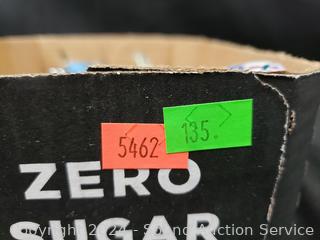 135.
5462
ZERO
SUGAR
Copyright 2024 - Sound Auction Service